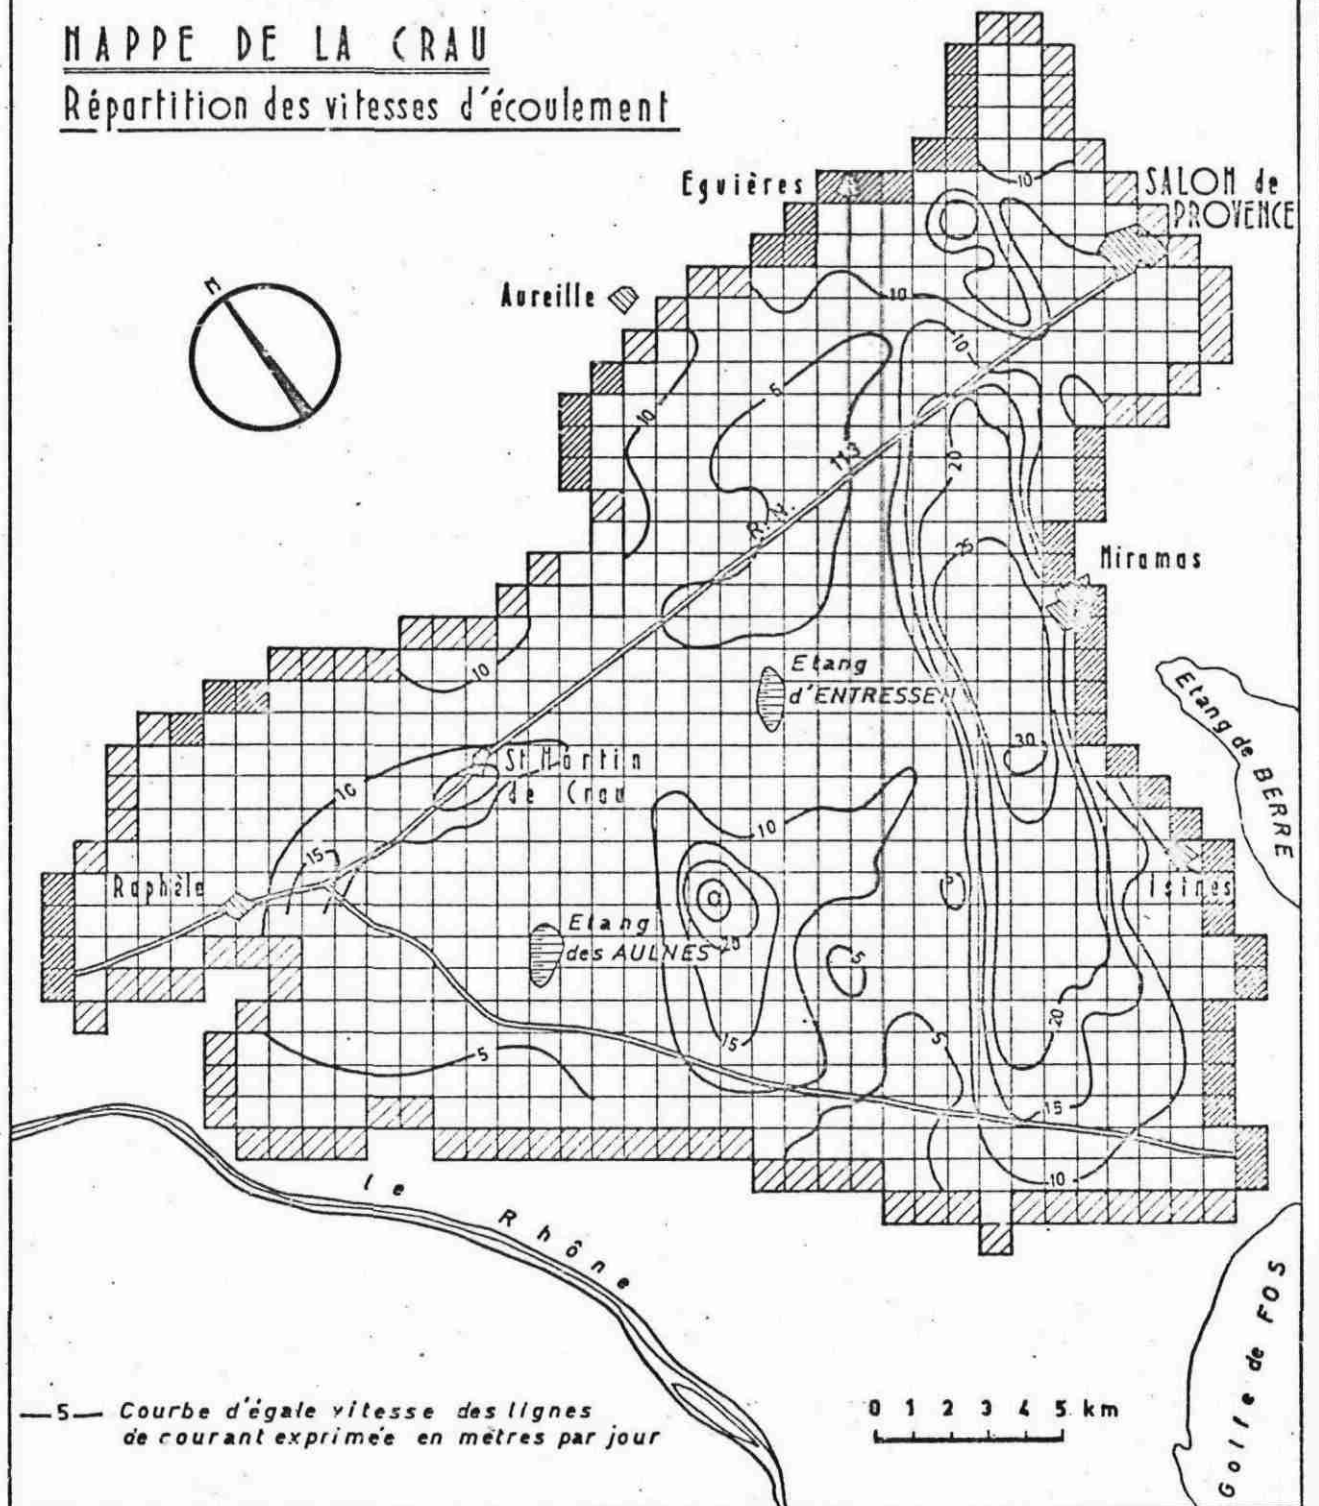 NAPPE DE LA CRAU
Répartition des vitesses d'écoulement
N
Eguières
SALON de
PROVENCE
Aureille
10
10
10
10
5
20
113
R.N.
25
Miramas
10
Etang
d'ENTRESSEN
Etang de BERRE
30
St Martin
de Crau
10
10
15
Raphèle
5
Istres
Etang
des AULNES
20
5
15
20
5
5
15
10
le Rhône
Golfe de FOS
5 Courbe d'égale vitesse des lignes
de courant exprimée en mètres par jour
0 1 2 3 4 5 km